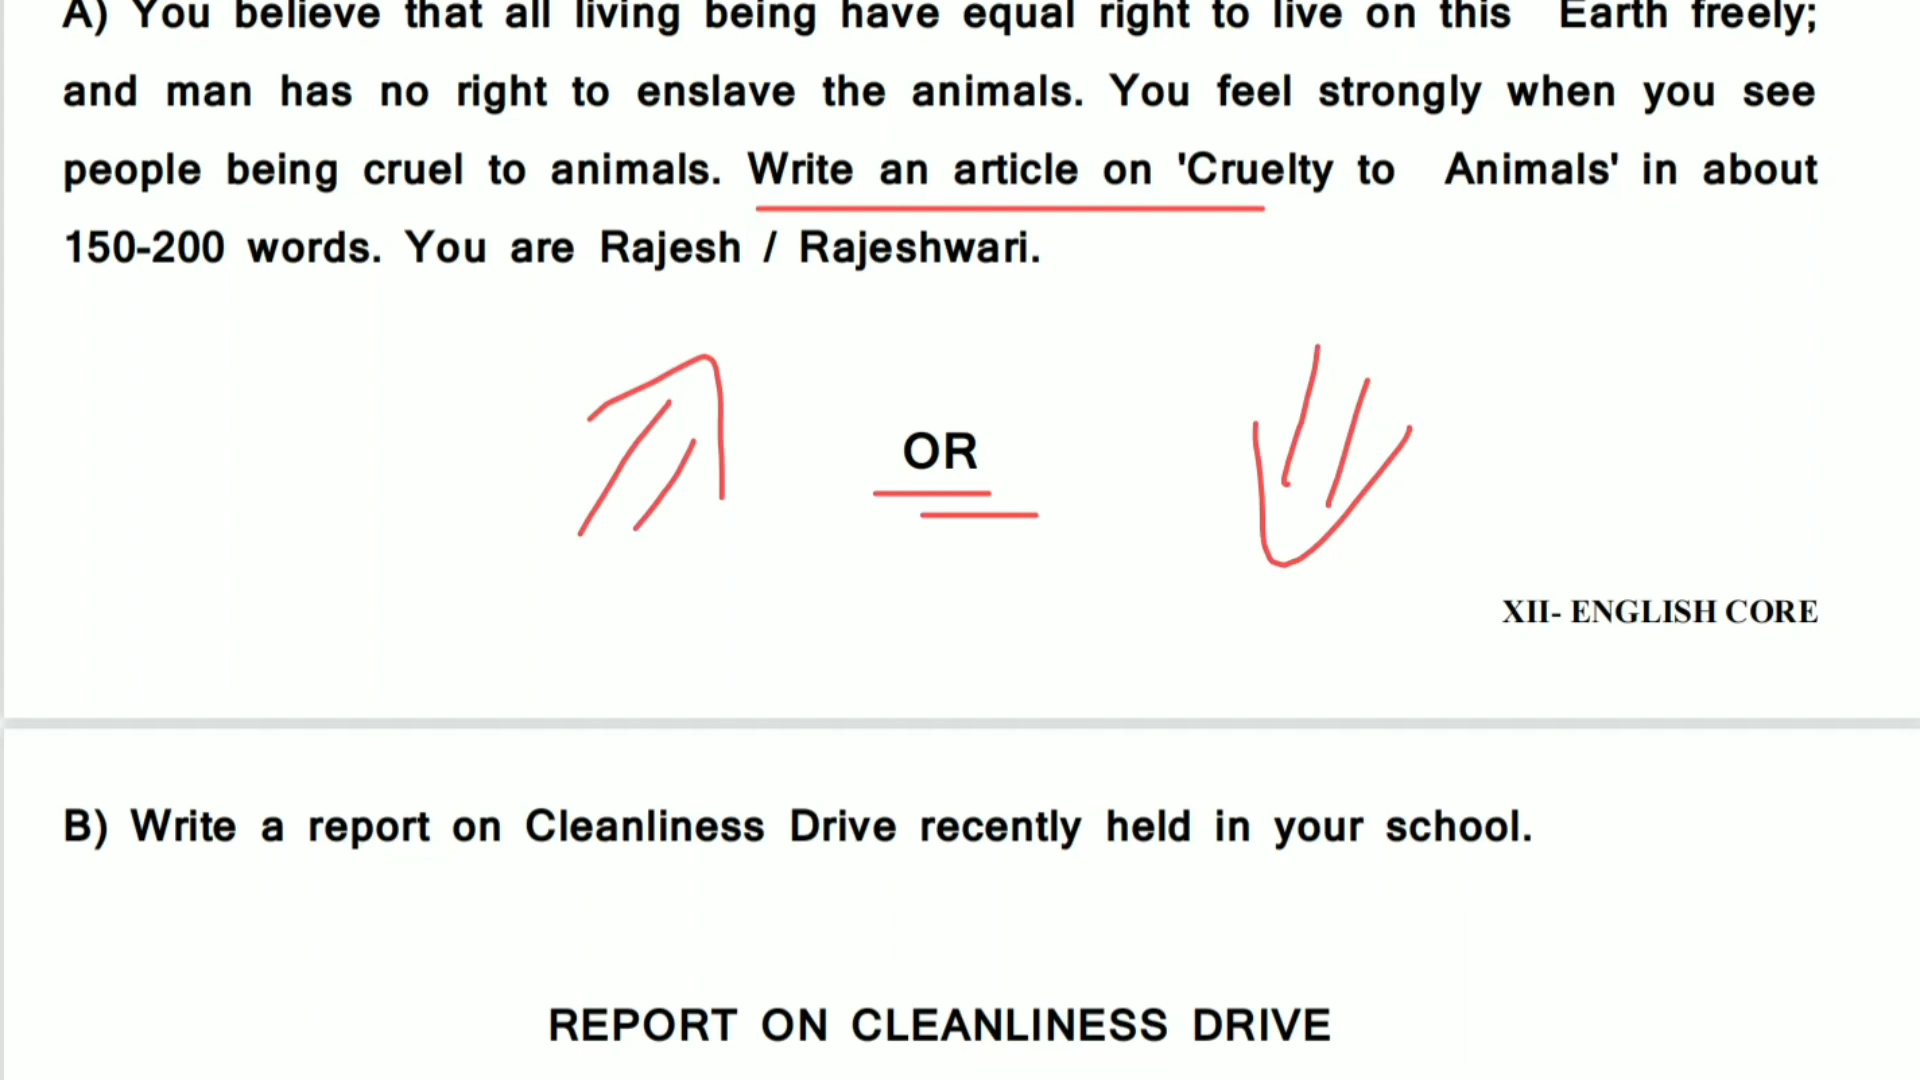 A) You believe that all living being have equal right to live on this Earth freely;
and man has no right to enslave the animals. You feel strongly when you see
people being cruel to animals. Write an article on 'Cruelty to Animals' in about
150-200 words. You are Rajesh / Rajeshwari.
OR
XII- ENGLISH CORE
B) Write a report on Cleanliness Drive recently held in your school.
REPORT ON CLEANLINESS DRIVE